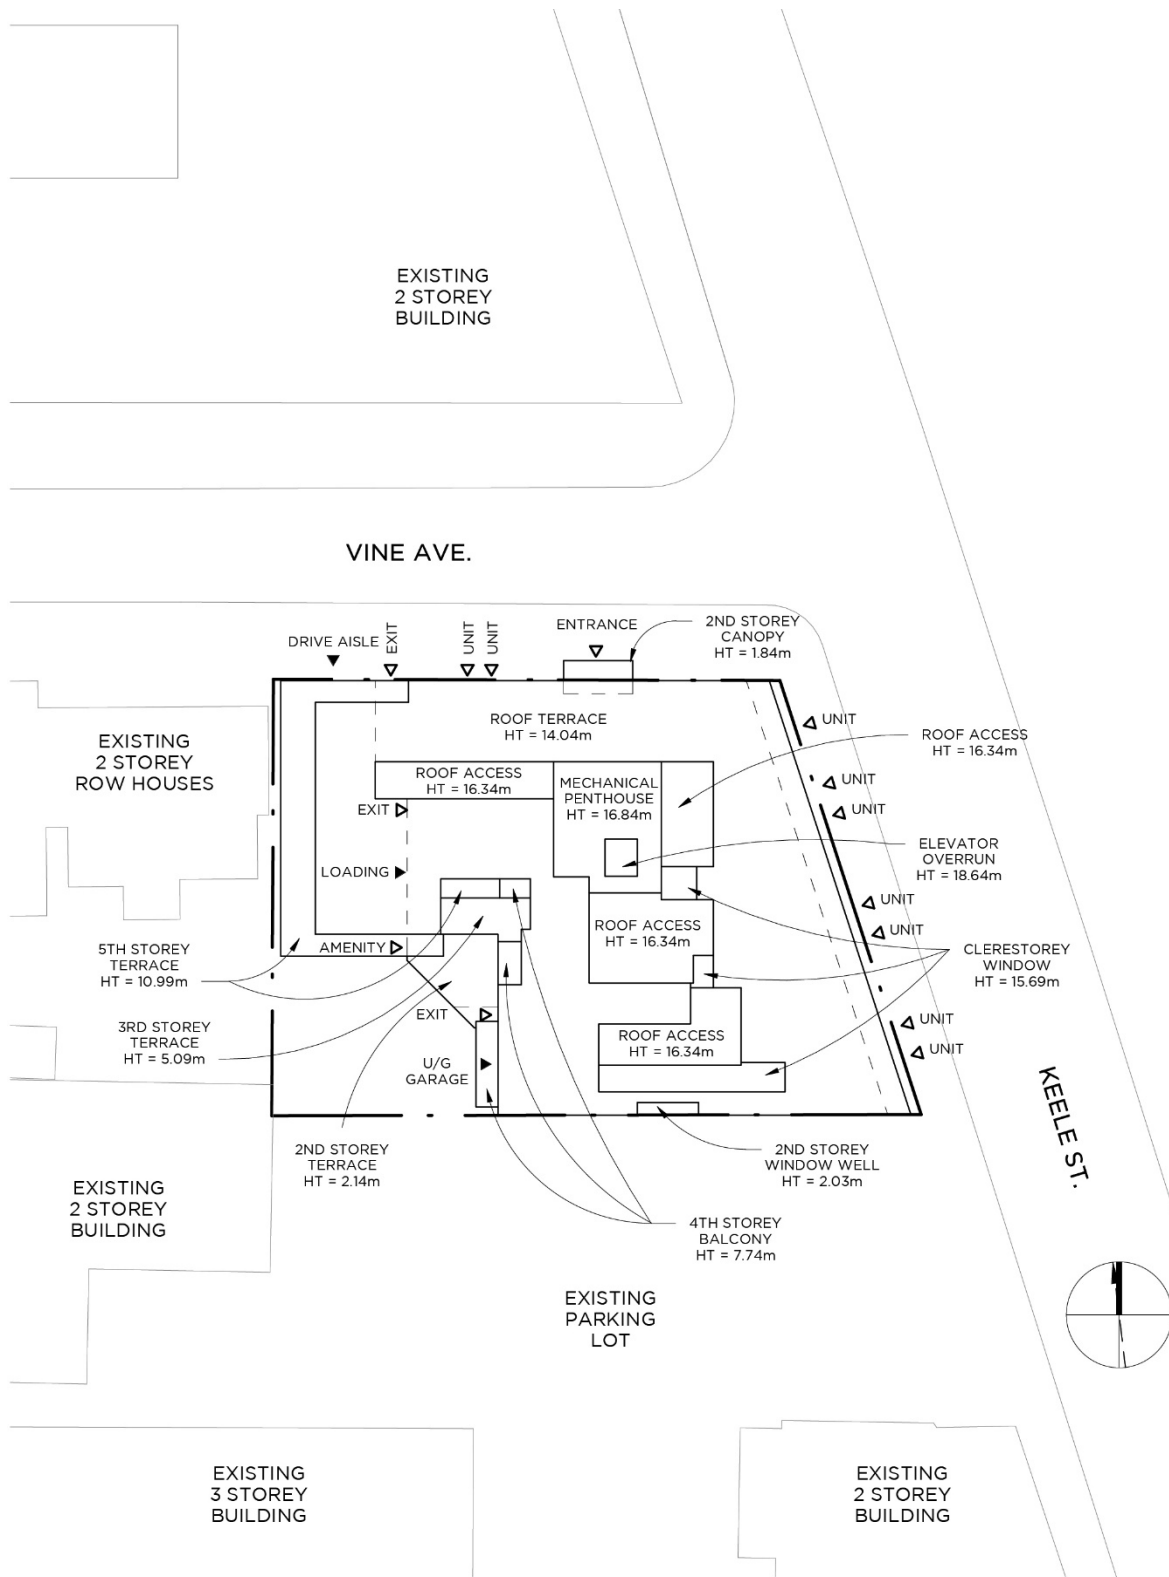 EXISTING
2 STOREY
BUILDING
VINE AVE.
DRIVE AISLE
EXIT
UNIT
UNIT
ENTRANCE
2ND STOREY
CANOPY
HT = 1.84m
UNIT
ROOF TERRACE
HT = 14.04m
ROOF ACCESS
HT = 16.34m
EXISTING
2 STOREY
ROW HOUSES
ROOF ACCESS
HT = 16.34m
MECHANICAL
PENTHOUSE
HT = 16.84m
UNIT
EXIT
UNIT
ELEVATOR
OVERRUN
HT = 18.64m
LOADING
UNIT
ROOF ACCESS
HT = 16.34m
UNIT
AMENITY
5TH STOREY
TERRACE
HT = 10.99m
CLERESTOREY
WINDOW
HT = 15.69m
EXIT
UNIT
3RD STOREY
TERRACE
HT = 5.09m
ROOF ACCESS
HT = 16.34m
UNIT
U/G
GARAGE
KEELE ST.
2ND STOREY
TERRACE
HT = 2.14m
2ND STOREY
WINDOW WELL
HT = 2.03m
EXISTING
2 STOREY
BUILDING
4TH STOREY
BALCONY
HT = 7.74m
EXISTING
PARKING
LOT
EXISTING
3 STOREY
BUILDING
EXISTING
2 STOREY
BUILDING